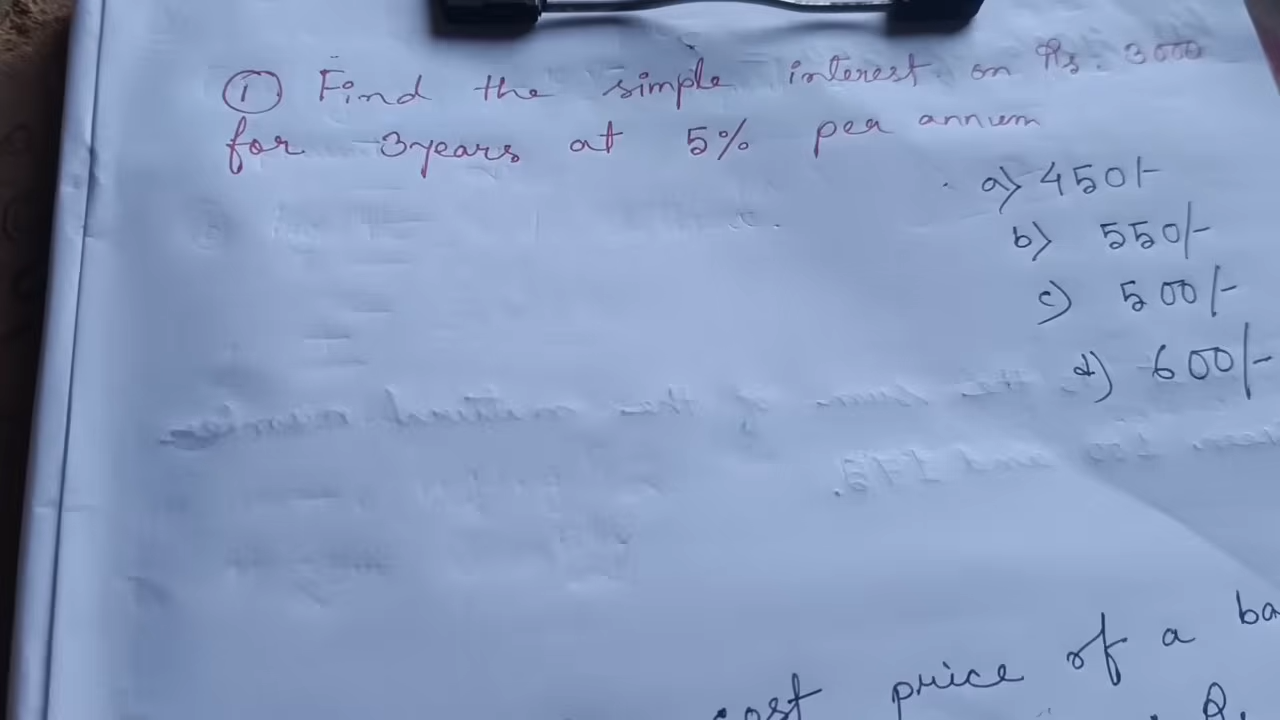 ① Find the simple interest on Rs. 3000
for 3years at 5% per annum
a) 450/-
b) 550/-
c) 500/-
d) 600/-
cost price of a